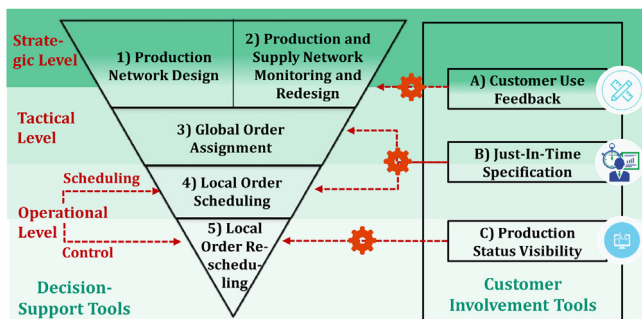 Strate-
gic Level
1) Production
Network Design
2) Production and
Supply Network
Monitoring and
Redesign
A) Customer Use
Feedback
Tactical
Level
3) Global Order
Assignment
B) Just-In-Time
Specification
Scheduling
4) Local Order
Scheduling
Operational
Level
Control
5) Local
Order Re-
schedu-
ling
C) Production
Status Visibility
Decision-
Support Tools
Customer
Involvement Tools